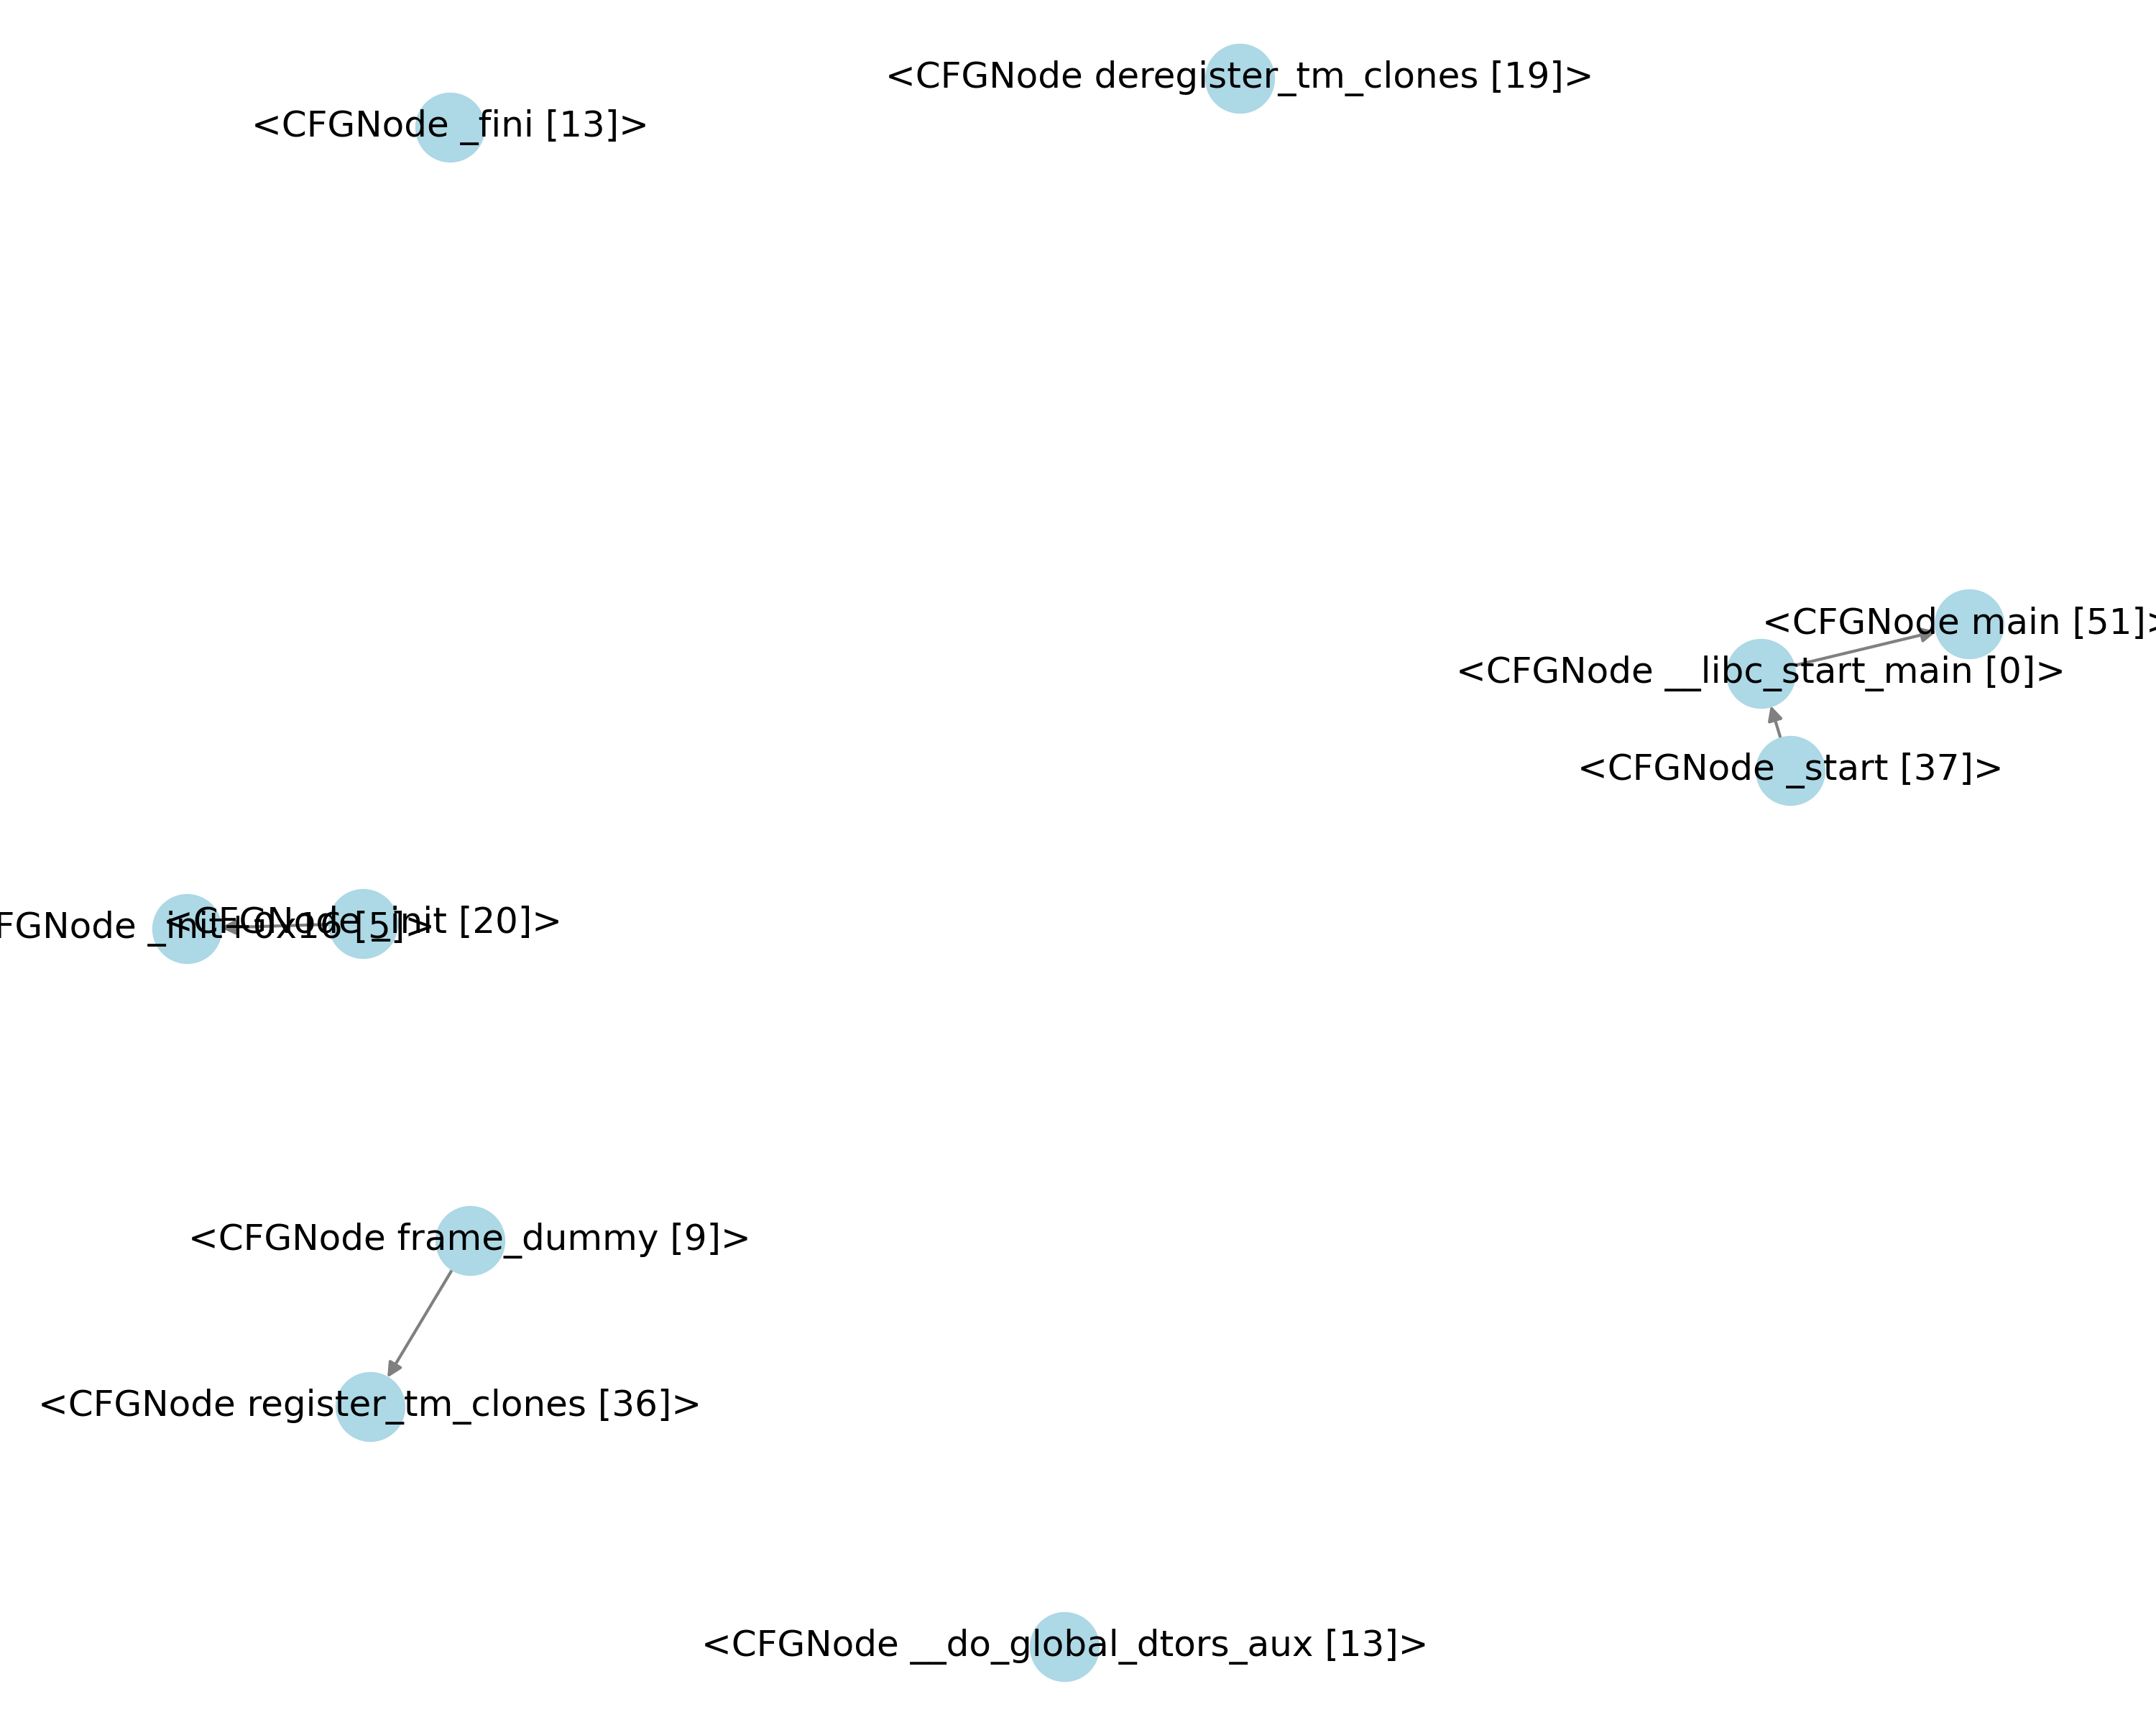 <CFGNode deregister_tm_clones [19]>
<CFGNode _fini [13]>
<CFGNode main [51]>
<CFGNode __libc_start_main [0]>
<CFGNode _start [37]>
<CFGNode _init [20]>
FGNode _init+0x16 [5]>
<CFGNode frame_dummy [9]>
<CFGNode register_tm_clones [36]>
<CFGNode __do_global_dtors_aux [13]>